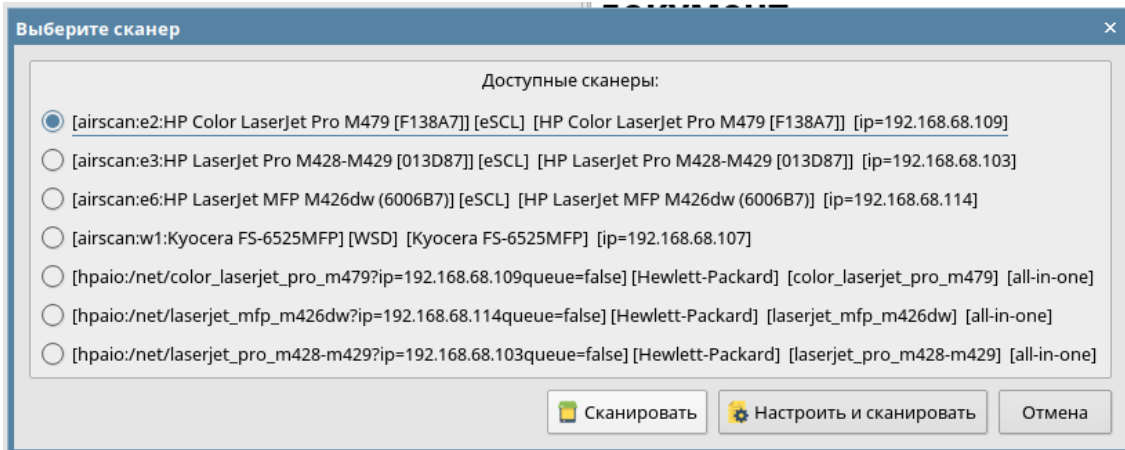 Выберите сканер
Доступные сканеры:
[airscan:e2:HP Color LaserJet Pro M479 [F138A7]] [eSCL] [HP Color LaserJet Pro M479 [F138A7]] [ip=192.168.68.109]
[airscan:e3:HP LaserJet Pro M428-M429 [013D87]] [eSCL] [HP LaserJet Pro M428-M429 [013D87]] [ip=192.168.68.103]
[airscan:e6:HP LaserJet MFP M426dw (6006B7)] [eSCL] [HP LaserJet MFP M426dw (6006B7)] [ip=192.168.68.114]
[airscan:w1:Kyocera FS-6525MFP] [WSD] [Kyocera FS-6525MFP] [ip=192.168.68.107]
[hpaio:/net/color_laserjet_pro_m479?ip=192.168.68.109queue=false] [Hewlett-Packard] [color_laserjet_pro_m479] [all-in-one]
[hpaio:/net/laserjet_mfp_m426dw?ip=192.168.68.114queue=false] [Hewlett-Packard] [laserjet_mfp_m426dw] [all-in-one]
[hpaio:/net/laserjet_pro_m428-m429?ip=192.168.68.103queue=false] [Hewlett-Packard] [laserjet_pro_m428-m429] [all-in-one]
Сканировать Настроить и сканировать Отмена